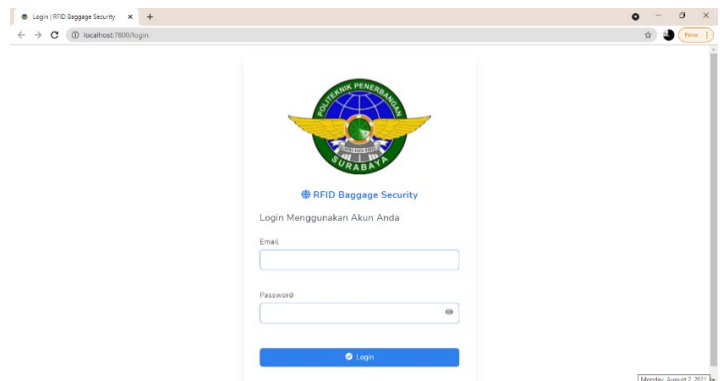 Login | RFID Baggage Security
localhost:7800/login
Error
POLITEKNIK PENERBANGAN
SURABAYA
RFID Baggage Security
Login Menggunakan Akun Anda
Email
Password
Login
Monday, August 2, 2021